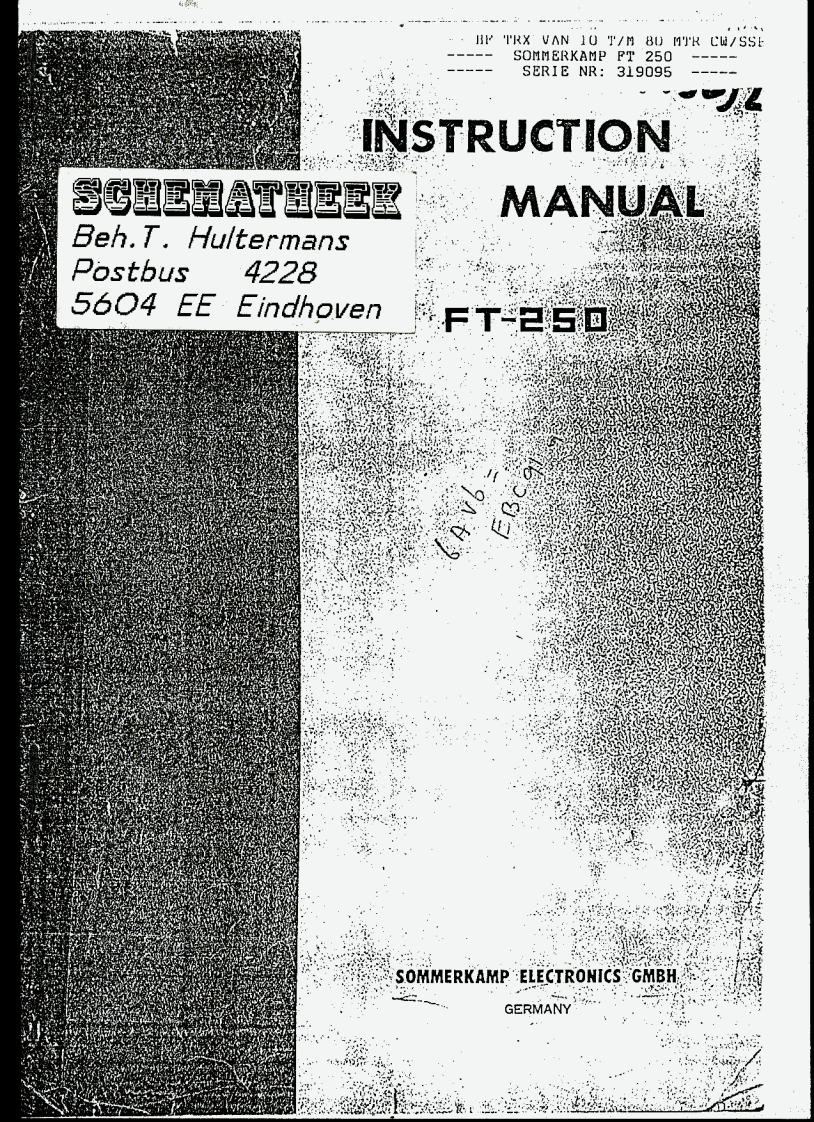 HF TRX VAN 10 T/M 80 MTR CW/SSB
----- SOMMERKAMP FT 250 -----
----- SERIE NR: 319095 -----
INSTRUCTION
MANUAL
SCHEMATHEEK
Beh.T. Hultermans
Postbus 4228
5604 EE Eindhoven
FT-250
6AV6 =
EBC91
SOMMERKAMP ELECTRONICS GMBH
GERMANY